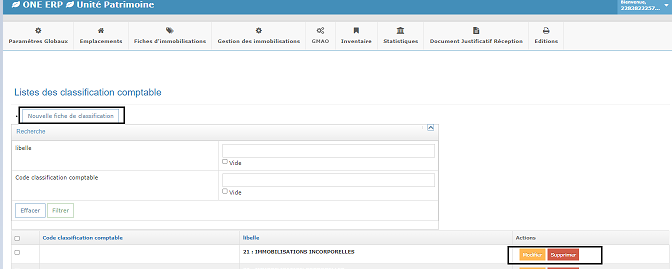 ONE ERP Unité Patrimoine
Bienvenue,
Paramètres Globaux Emplacements Fiches d'immobilisations Gestion des immobilisations GMAO Inventaire Statistiques Document Justificatif Réception Editions
Listes des classification comptable
Nouvelle fiche de classification
Recherche
libelle
Vide
Code classification comptable
Vide
Effacer Filtrer
Code classification comptable libelle Actions
21 : IMMOBILISATIONS INCORPORELLES Modifier Supprimer